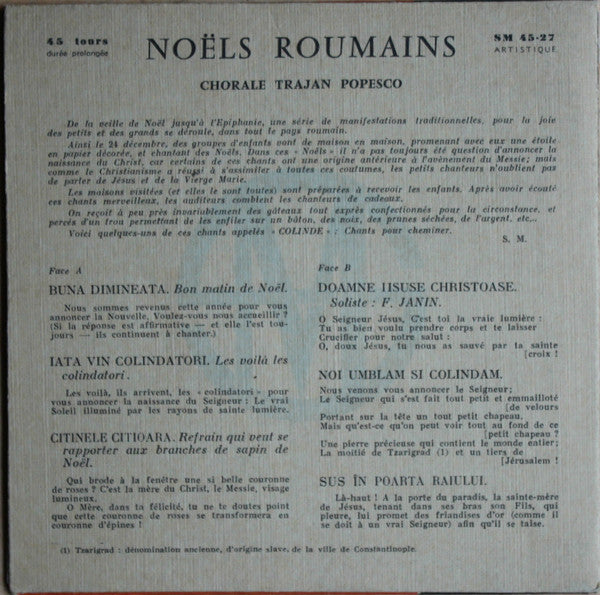 45 tours
durée prolongée
NOËLS ROUMAINS
SM 45-27
ARTISTIQUE
CHORALE TRAJAN POPESCO
De la veille de Noël jusqu'à l'Epiphanie, une série de manifestations traditionnelles, pour la joie
des petits et des grands se déroule, dans tout le pays roumain.
Ainsi le 24 décembre, des groupes d'enfants vont de maison en maison, promenant avec eux une étoile
en papier décorée, et chantant des Noëls. Dans ces « Noëls » il n'a pas toujours été question d'annoncer la
naissance du Christ, car certains de ces chants ont une origine antérieure à l'avènement du Messie; mais
comme le Christianisme a réussi à s'assimiler à toutes ces coutumes, les petits chanteurs n'oublient pas
de parler de Jésus et de la Vierge Marie.
Les maisons visitées (et elles le sont toutes) sont préparées à recevoir les enfants. Après avoir écouté
ces chants merveilleux, les auditeurs comblent les chanteurs de cadeaux.
On reçoit à peu près invariablement des gâteaux tout exprès confectionnés pour la circonstance, et
percés d'un trou permettant de les enfiler sur un bâton, des noix, des prunes séchées, de l'argent, etc...
Voici quelques-uns de ces chants appelés « COLINDE » : Chants pour cheminer.
S. M.
Face A
BUNA DIMINEATA. Bon matin de Noël.
Nous sommes revenus cette année pour vous
annoncer la Nouvelle. Voulez-vous nous accueillir ?
(Si la réponse est affirmative — et elle l'est tou-
jours — ils continuent à chanter.)
IATA VIN COLINDATORI. Les voilà les
colindatori.
Les voilà, ils arrivent, les « colindatori » pour
vous annoncer la naissance du Seigneur : Le vrai
Soleil illuminé par les rayons de sainte lumière.
CITINELE CITIOARA. Refrain qui veut se
rapporter aux branches de sapin de
Noël.
Qui brode à la fenêtre une si belle couronne
de roses ? C'est la mère du Christ, le Messie, visage
lumineux.
O Mère, dans ta félicité, tu ne te doutes point
que cette couronne de roses se transformera en
couronne d'épines !
Face B
DOAMNE IISUSE CHRISTOASE.
Soliste : F. JANIN.
O Seigneur Jésus, C'est toi la vraie lumière :
Tu as bien voulu prendre corps et te laisser
Crucifier pour notre salut :
O, doux Jésus, tu nous as sauvé par ta sainte
[croix !
NOI UMBLAM SI COLINDAM.
Nous venons vous annoncer le Seigneur;
Le Seigneur qui s'est fait tout petit et emmailloté
[de velours
Portant sur la tête un tout petit chapeau.
Mais qu'est-ce qu'on peut voir tout au fond de ce
[petit chapeau ?
Une pierre précieuse qui contient le monde entier;
La moitié de Tzarigrad (1) et un tiers de
[Jérusalem !
SUS ÎN POARTA RAIULUI.
Là-haut ! A la porte du paradis, la sainte-mère
de Jésus, tenant dans ses bras son Fils, qui
pleure, lui promet des friandises d'or (comme il
se doit à un vrai Seigneur) afin qu'il se taise.
(1) Tzarigrad : dénomination ancienne, d'origine slave, de la ville de Constantinople.